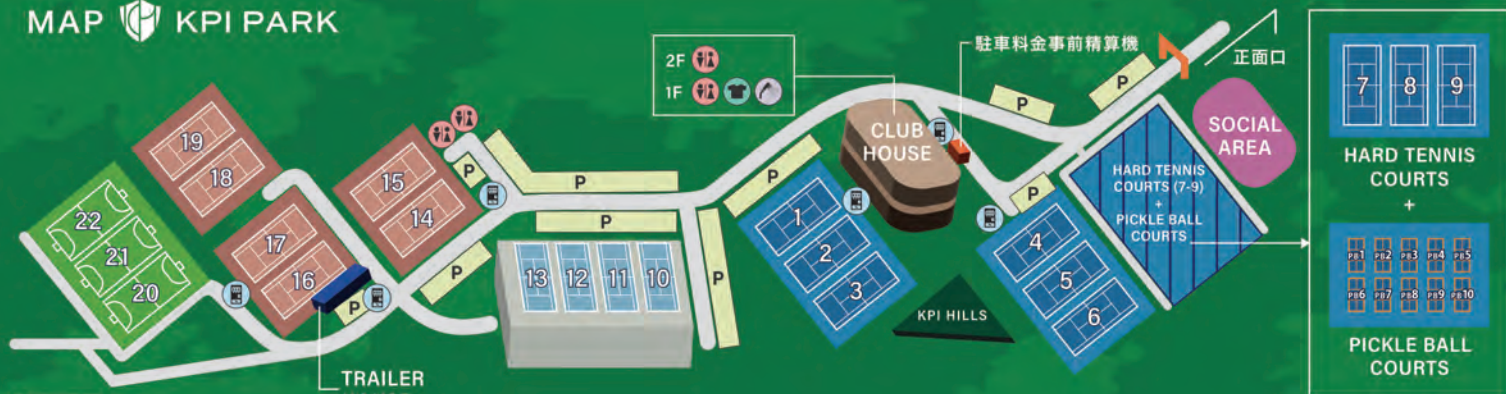 MAP KPI PARK
2F
1F
駐車料金事前精算機
正面口
P
P
CLUB
HOUSE
SOCIAL
AREA
HARD TENNIS
COURTS (7-9)
+
PICKLE BALL
COURTS
7 8 9
HARD TENNIS
COURTS
+
PB1 PB2 PB3 PB4 PB5
PB6 PB7 PB8 PB9 PB10
PICKLE BALL
COURTS
19
18
15
14
P
P
P
P
P
P
1
2
3
P
4
5
6
22
21
20
17
16
P
P
13 12 11 10
KPI HILLS
TRAILER